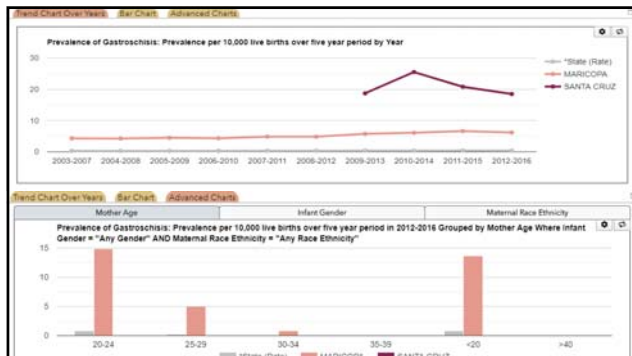 Trend Chart Over Years Bar Chart Advanced Charts
Prevalence of Gastroschisis: Prevalence per 10,000 live births over five year period by Year
30
*State (Rate)
MARICOPA
20
SANTA CRUZ
10
0
2003-2007 2004-2008 2005-2009 2006-2010 2007-2011 2008-2012 2009-2013 2010-2014 2011-2015 2012-2016
Trend Chart Over Years Bar Chart Advanced Charts
Mother Age Infant Gender Maternal Race Ethnicity
Prevalence of Gastroschisis: Prevalence per 10,000 live births over five year period in 2012-2016 Grouped by Mother Age Where Infant
Gender = "Any Gender" AND Maternal Race Ethnicity = "Any Race Ethnicity"
15
10
5
0
20-24 25-29 30-34 35-39 <20 >40
*State (Rate) MARICOPA SANTA CRUZ